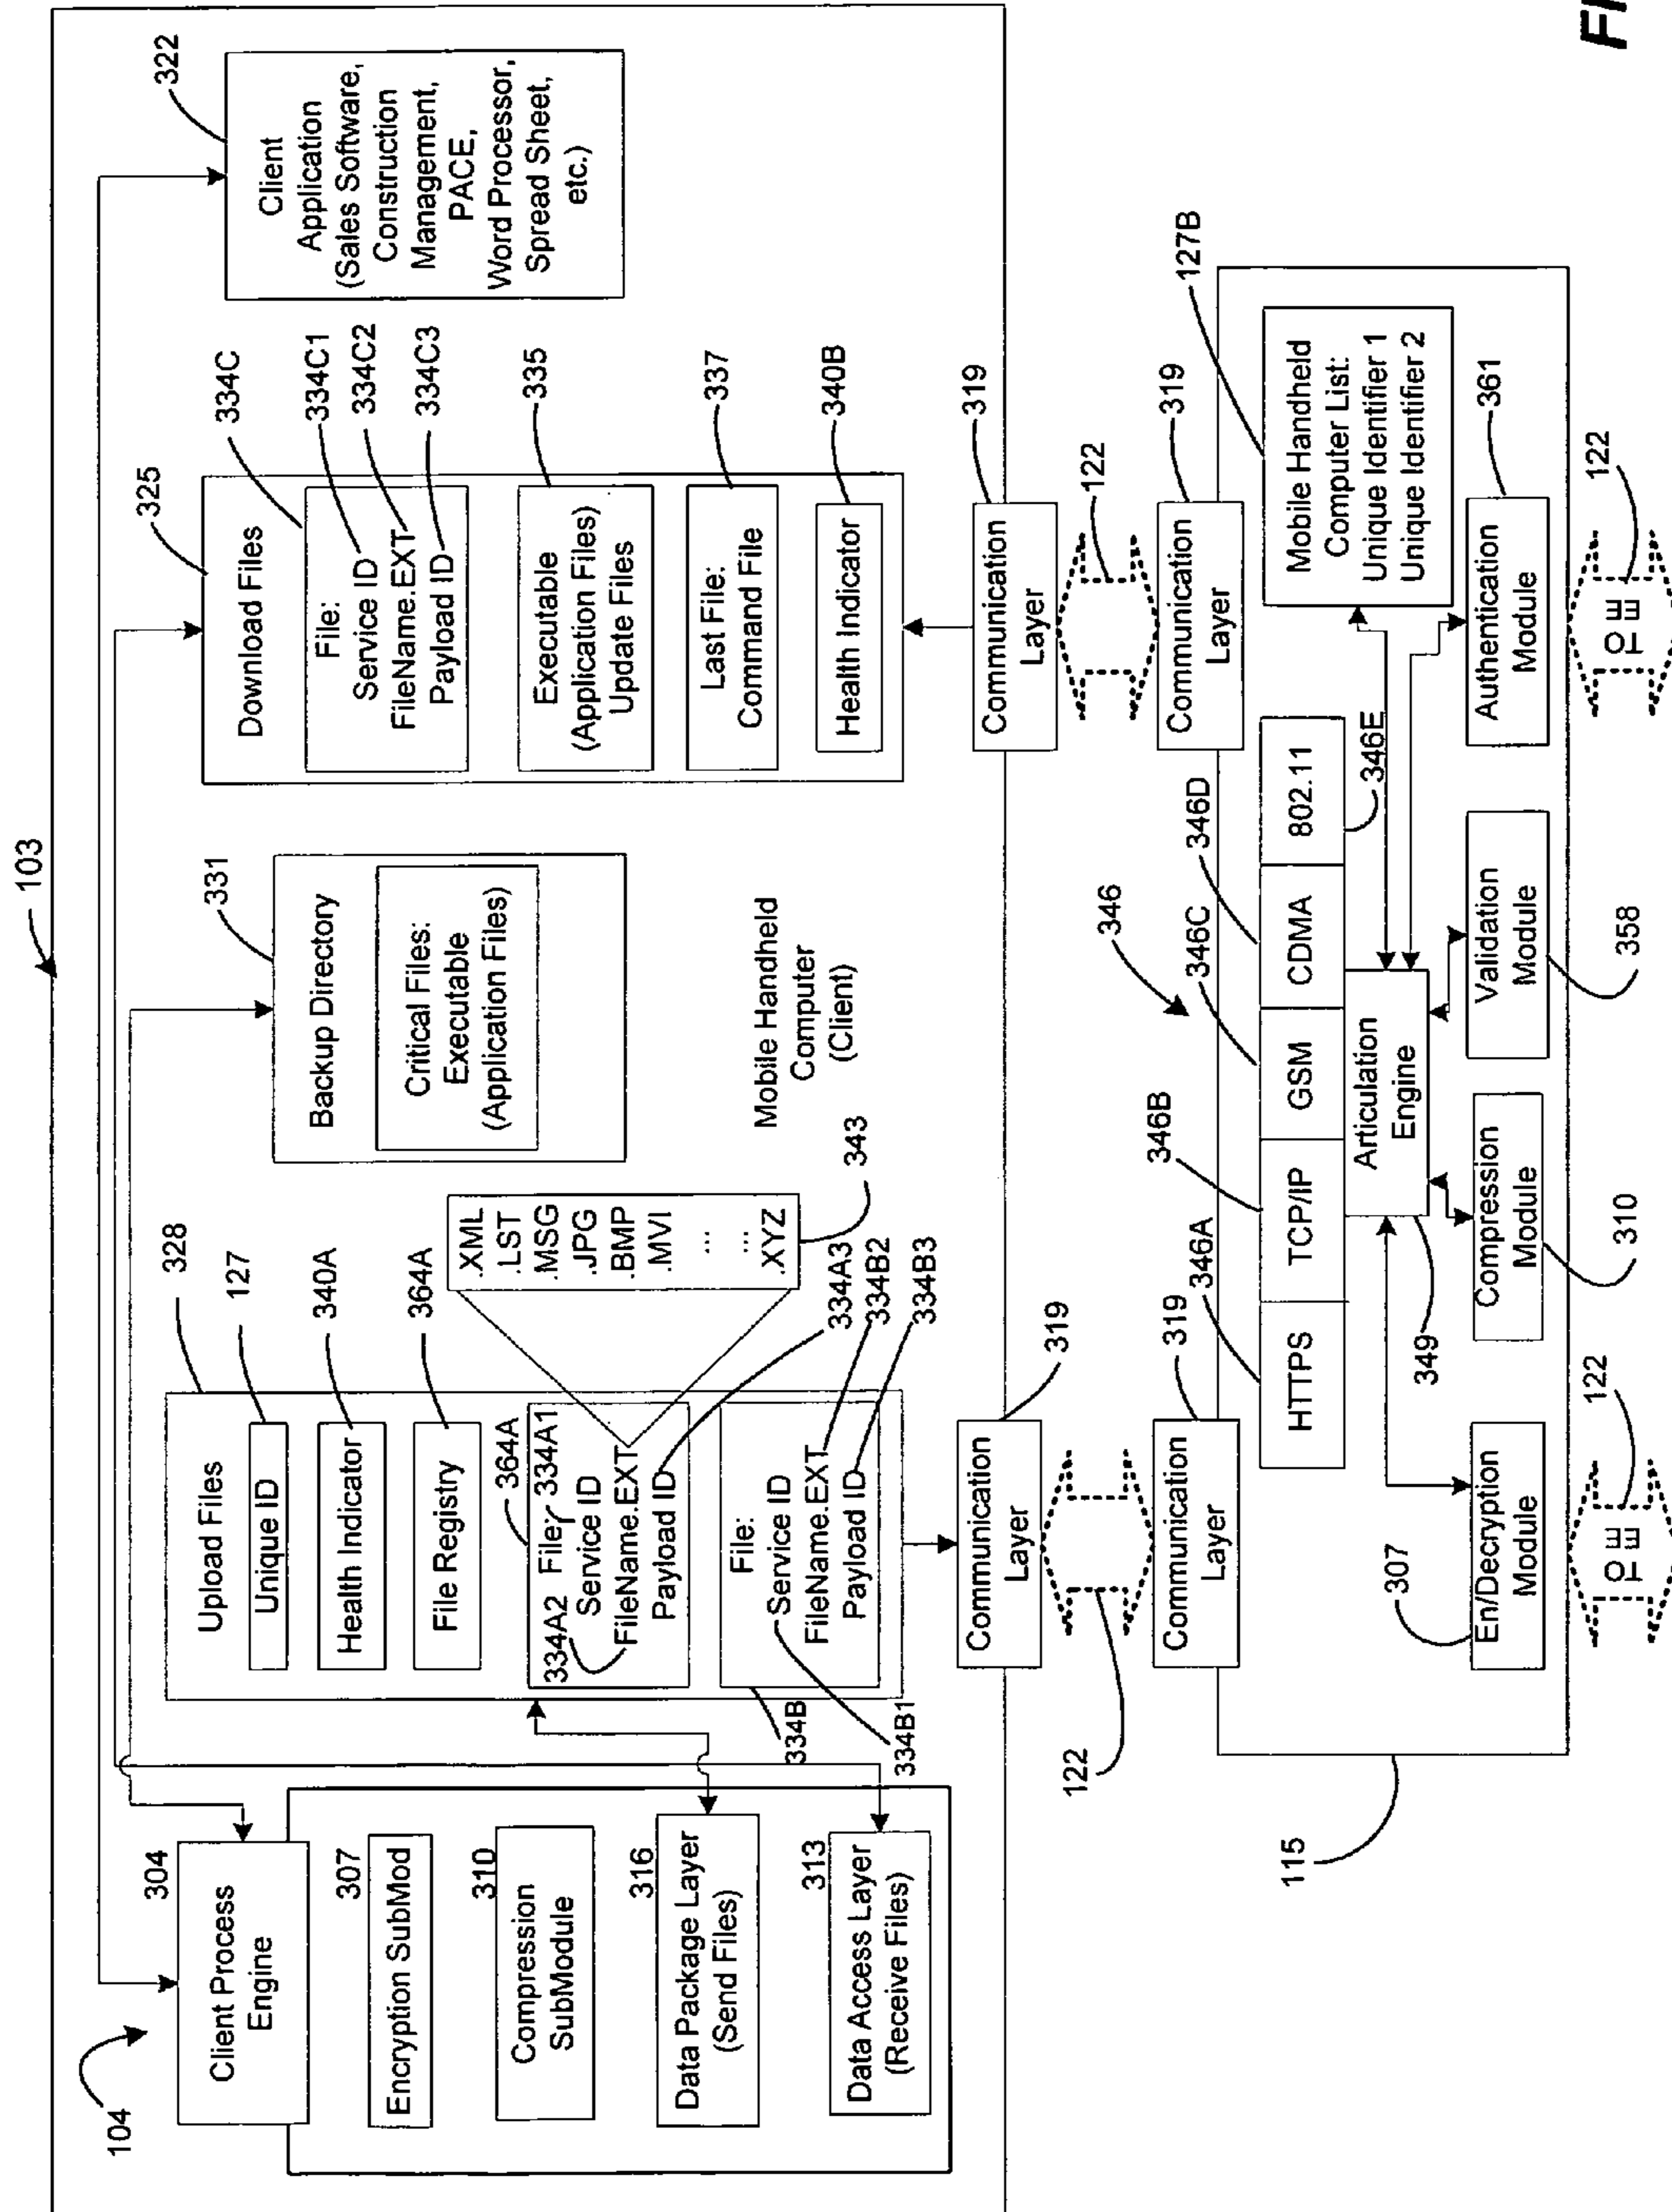 103
104
304
Client Process
Engine
307
Encryption SubMod
310
Compression
SubModule
316
Data Package Layer
(Send Files)
313
Data Access Layer
(Receive Files)
328
Upload Files
127
Unique ID
340A
Health Indicator
364A
File Registry
364A
334A2 File: 334A1
Service ID
FileName.EXT
Payload ID
334A3
File:
Service ID
FileName.EXT
Payload ID
334B
334B1
334B2
334B3
.XML
.LST
.MSG
.JPG
.BMP
.MVI
...
...
.XYZ
343
331
Backup Directory
Critical Files:
Executable
(Application Files)
Mobile Handheld
Computer
(Client)
325
Download Files
334C
File:
Service ID
FileName.EXT
Payload ID
334C1
334C2
334C3
335
Executable
(Application Files)
Update Files
337
Last File:
Command File
340B
Health Indicator
322
Client
Application
(Sales Software,
Construction
Management,
PACE,
Word Processor,
Spread Sheet,
etc.)
Communication
Layer
319
Communication
Layer
319
122
122
Communication
Layer
319
Communication
Layer
319
115
346
346A
346B
346C
346D
346E
HTTPS
TCP/IP
GSM
CDMA
802.11
Articulation
Engine
349
127B
Mobile Handheld
Computer List:
Unique Identifier 1
Unique Identifier 2
307
En/Decryption
Module
Compression
Module
310
Validation
Module
358
Authentication
Module
361
TO
EE
122
TO
EE
122